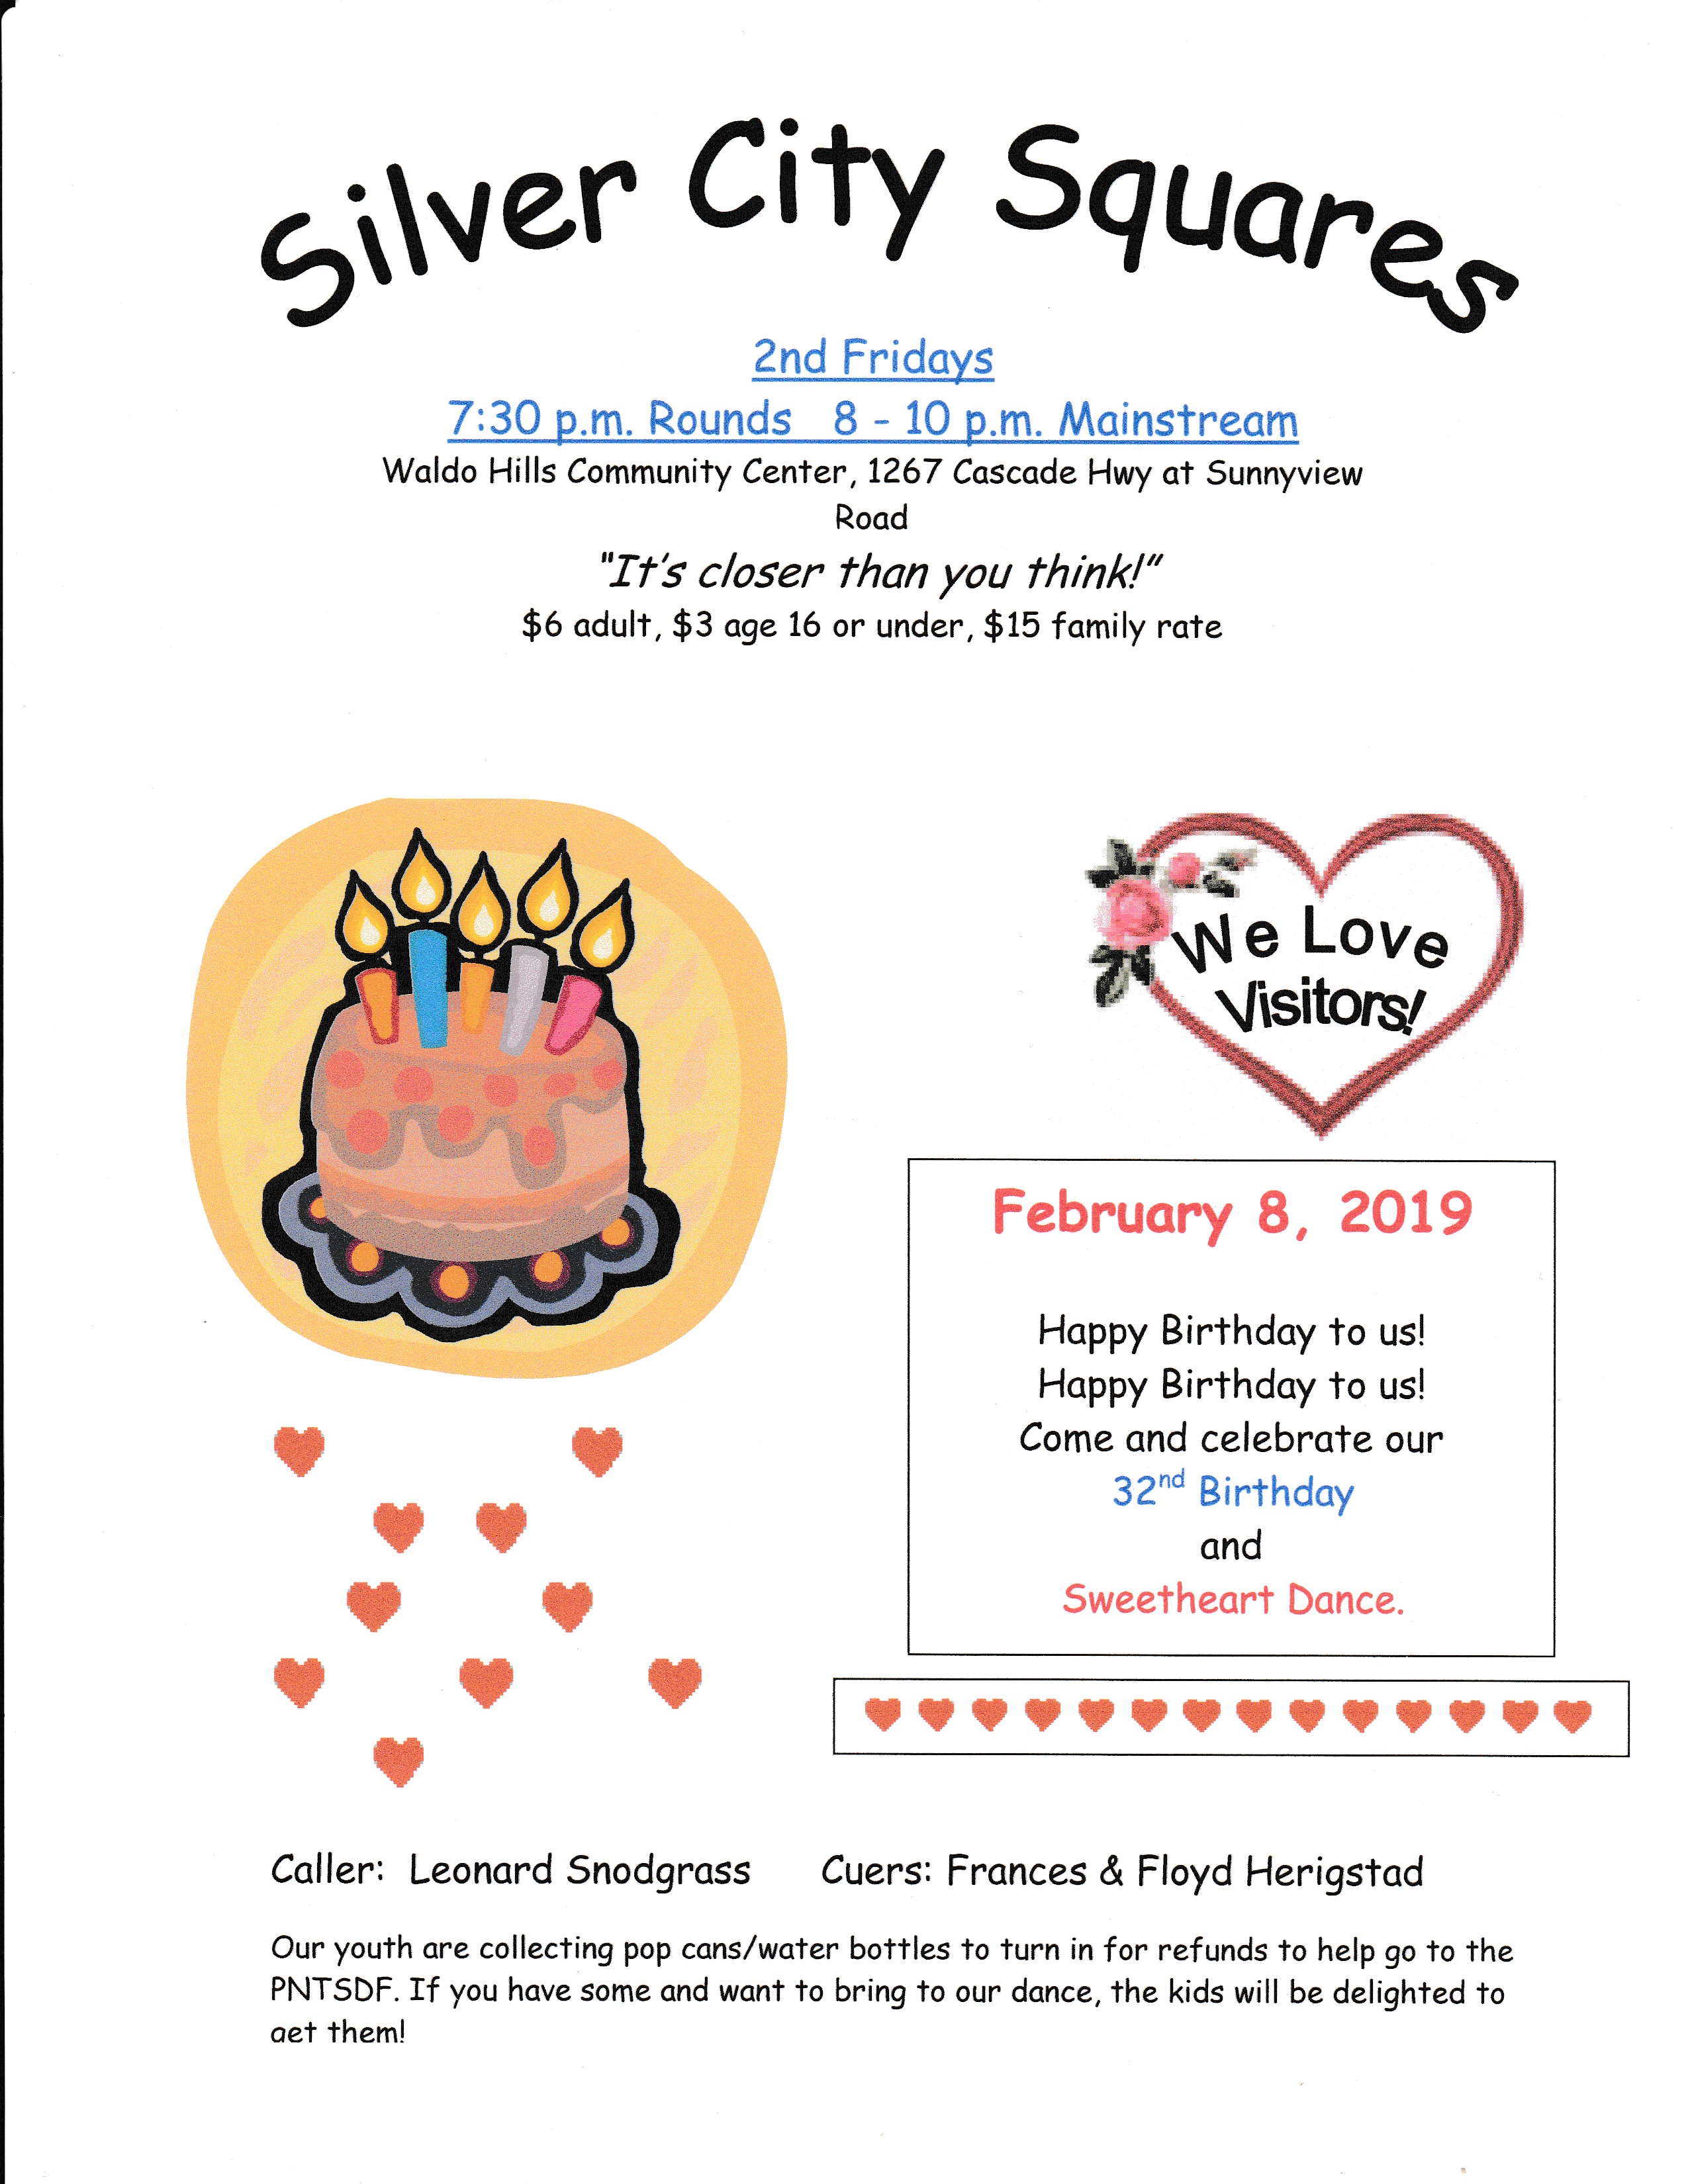 Silver City Squares
2nd Fridays
7:30 p.m. Rounds 8 - 10 p.m. Mainstream
Waldo Hills Community Center, 1267 Cascade Hwy at Sunnyview
Road
"It's closer than you think!"
$6 adult, $3 age 16 or under, $15 family rate
We Love
Visitors!
February 8, 2019
Happy Birthday to us!
Happy Birthday to us!
Come and celebrate our
32nd Birthday
and
Sweetheart Dance.
Caller: Leonard Snodgrass Cuers: Frances & Floyd Herigstad
Our youth are collecting pop cans/water bottles to turn in for refunds to help go to the
PNTSDF. If you have some and want to bring to our dance, the kids will be delighted to
get them!